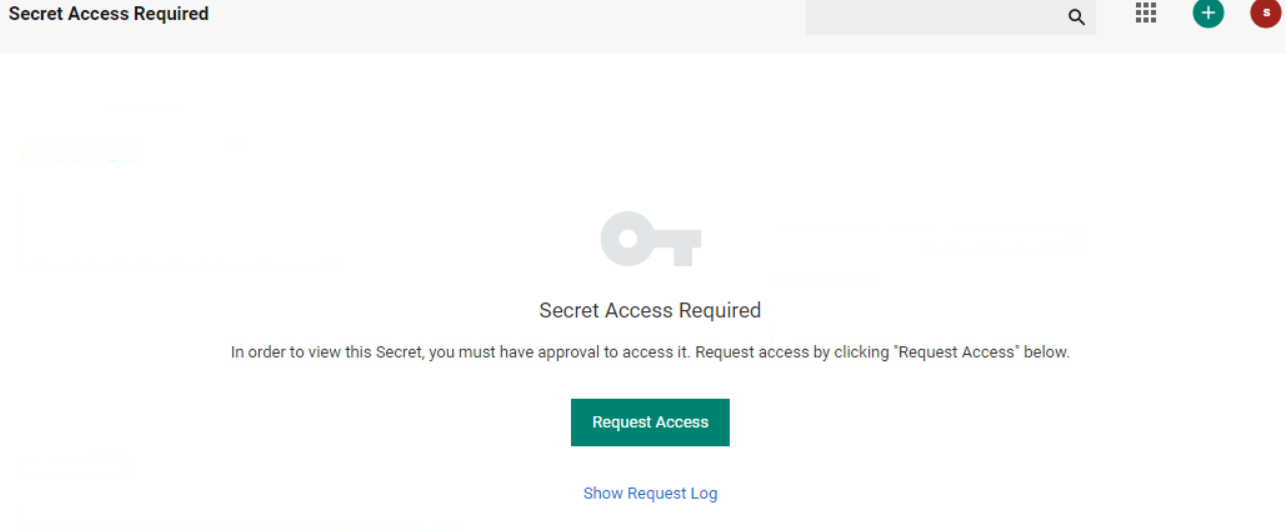 Secret Access Required
s
Secret Access Required
In order to view this Secret, you must have approval to access it. Request access by clicking "Request Access" below.
Request Access
Show Request Log